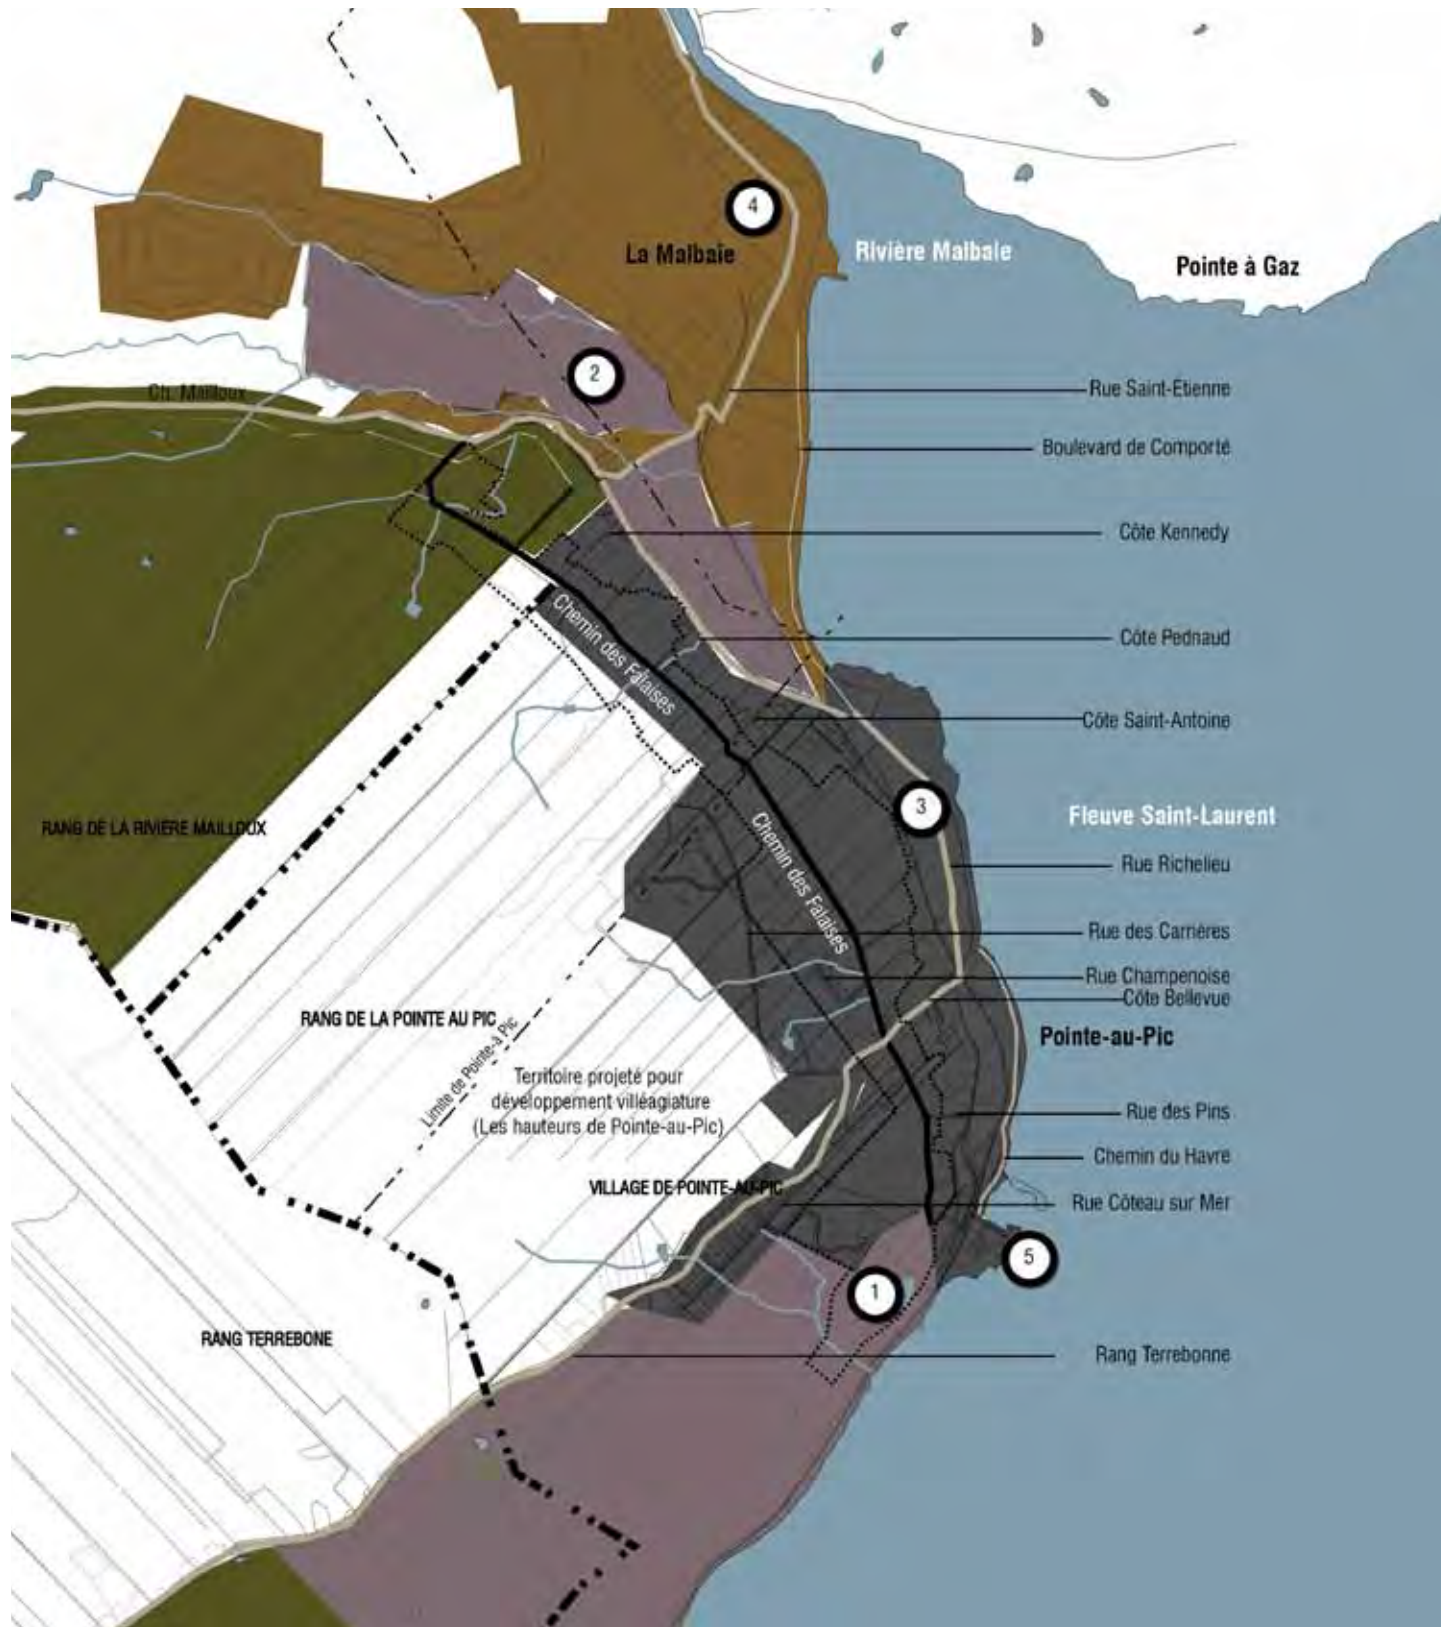 4
La Malbaie
Rivière Malbaie
Pointe à Gaz
2
Ch. Mailloux
Rue Saint-Étienne
Boulevard de Comporté
Côte Kennedy
Chemin des Falaises
Côte Pednaud
Côte Saint-Antoine
3
Fleuve Saint-Laurent
RANG DE LA RIVIÈRE MAILLOUX
Chemin des Falaises
Rue Richelieu
Rue des Carrières
Rue Champenoise
Côte Bellevue
RANG DE LA POINTE AU PIC
Limite de Pointe-à Pic
Pointe-au-Pic
Territoire projeté pour
développement villéagiature
(Les hauteurs de Pointe-au-Pic)
Rue des Pins
Chemin du Havre
VILLAGE DE POINTE-AU-PIC
Rue Côteau sur Mer
5
1
RANG TERREBONE
Rang Terrebonne